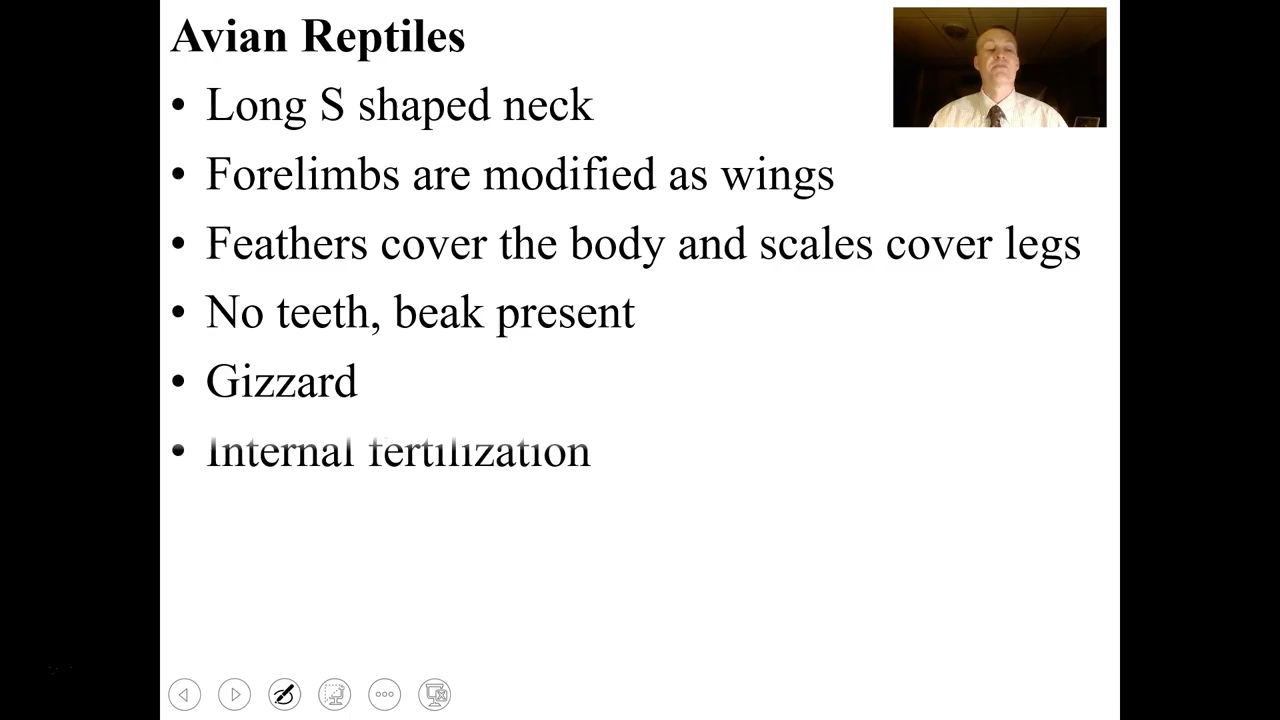 Avian Reptiles
• Long S shaped neck
• Forelimbs are modified as wings
• Feathers cover the body and scales cover legs
• No teeth, beak present
• Gizzard
• Internal fertilization